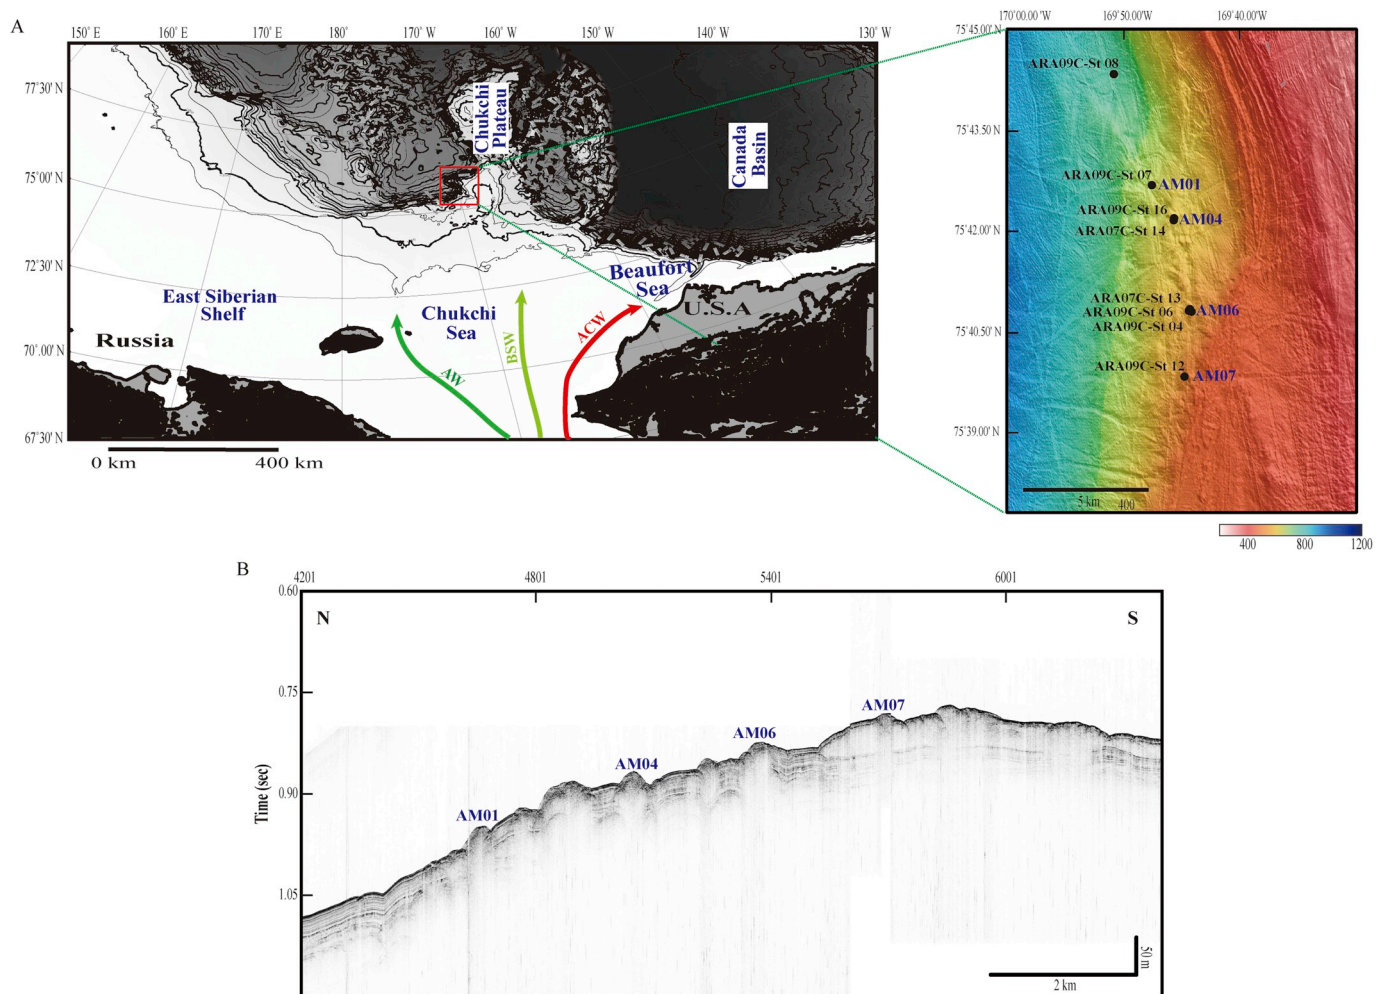 A
150˚ E
160˚ E
170˚ E
180˚
170˚ W
160˚ W
150˚ W
140˚ W
130˚ W
77˚30' N
75˚00' N
72˚30' N
70˚ 00' N
67˚30' N
Chukchi
Plateau
Canada
Basin
Beaufort
Sea
East Siberian
Shelf
Chukchi
Sea
U.S.A
Russia
AW
BSW
ACW
0 km
400 km
170°00'.00"W
169°50'.00"W
169°40'.00"W
75°45'.00'N
75°43'.50'N
75°42'.00'N
75°40'.50'N
75°39'.00'N
ARA09C-St 08
ARA09C-St 07
AM01
ARA09C-St 16
AM04
ARA07C-St 14
ARA07C-St 13
ARA09C-St 06
AM06
ARA09C-St 04
ARA09C-St 12
AM07
5 km
400
400
800
1200
B
4201
4801
5401
6001
0.60
0.75
0.90
1.05
Time (sec)
N
S
AM01
AM04
AM06
AM07
50 m
2 km